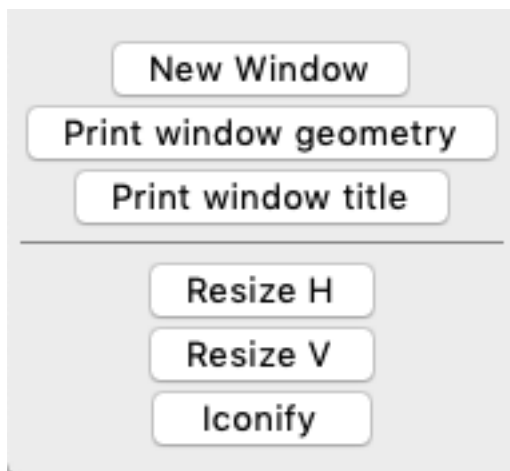 New Window
Print window geometry
Print window title
Resize H
Resize V
Iconify